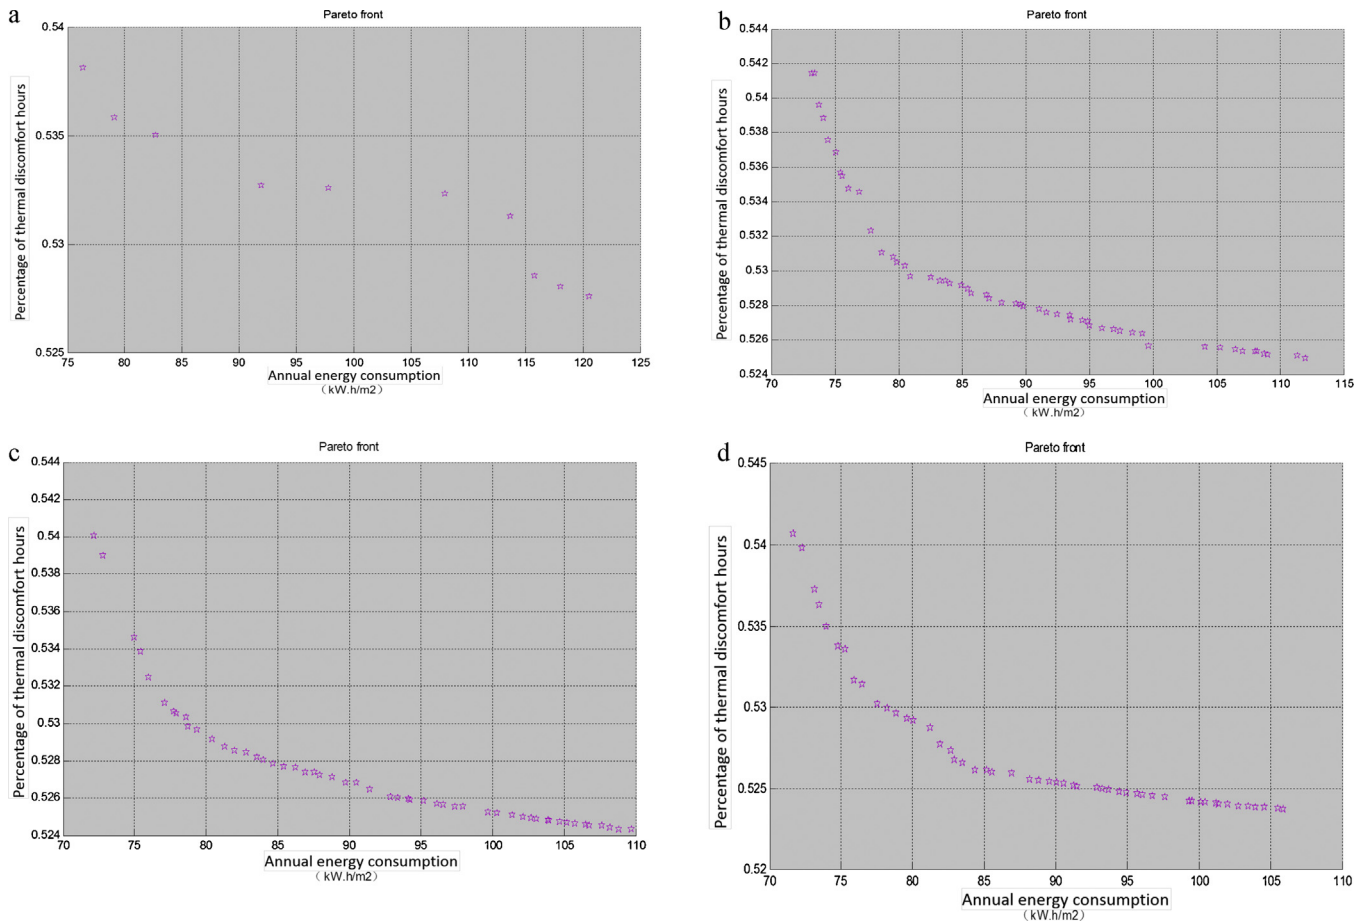 a
Pareto front
0.54
0.535
0.53
0.525
75 80 85 90 95 100 105 110 115 120 125
Percentage of thermal discomfort hours
Annual energy consumption
(kW.h/m2)
b
Pareto front
0.544
0.542
0.54
0.538
0.536
0.534
0.532
0.53
0.528
0.526
0.524
70 75 80 85 90 95 100 105 110 115
Percentage of thermal discomfort hours
Annual energy consumption
( kW.h/m2)
c
Pareto front
0.544
0.542
0.54
0.538
0.536
0.534
0.532
0.53
0.528
0.526
0.524
70 75 80 85 90 95 100 105 110
Percentage of thermal discomfort hours
Annual energy consumption
( kW.h/m2)
d
Pareto front
0.545
0.54
0.535
0.53
0.525
0.52
70 75 80 85 90 95 100 105 110
Pecentage of thermal discomfort hours
Annual energy consumption
(kW.h/m2)